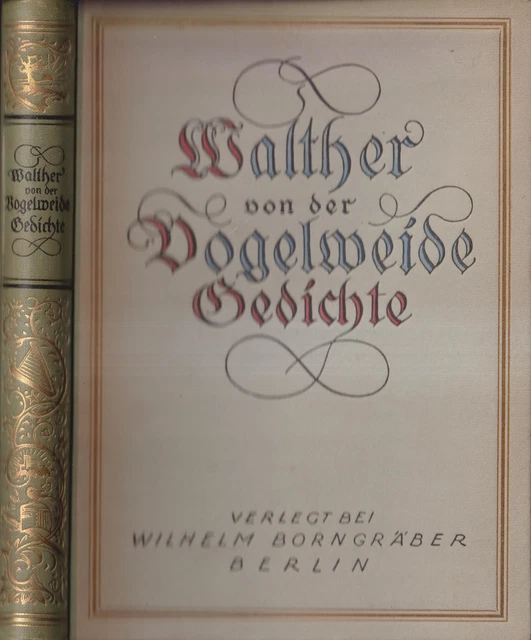 Walther
von der
Vogelweide
Gedichte
Walther
von der
Vogelweide
Gedichte
VERLEGT BEI
WILHELM BORNGRÄBER
BERLIN